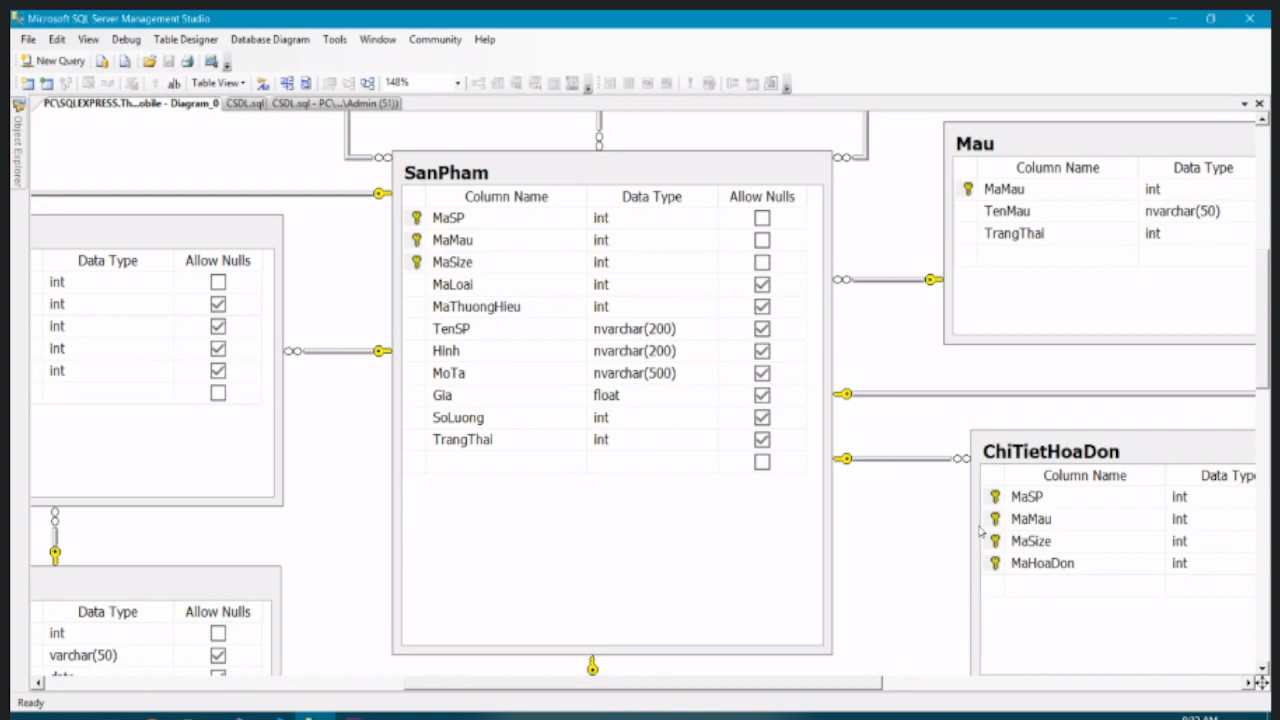 Microsoft SQL Server Management Studio
File Edit View Debug Table Designer Database Diagram Tools Window Community Help
New Query
ab Table View 148%
PC\SQLEXPRESS.Th...obile - Diagram_0 CSDL.sql CSDL.sql - PC\...\Admin (51))
Object Explorer
SanPham
Column Name Data Type Allow Nulls
MaSP int
MaMau int
MaSize int
MaLoai int
MaThuongHieu int
TenSP nvarchar(200)
Hinh nvarchar(200)
MoTa nvarchar(500)
Gia float
SoLuong int
TrangThai int
Mau
Column Name Data Type
MaMau int
TenMau nvarchar(50)
TrangThai int
Data Type Allow Nulls
int
int
int
int
int
ChiTietHoaDon
Column Name Data Type
MaSP int
MaMau int
MaSize int
MaHoaDon int
Data Type Allow Nulls
int
varchar(50)
Ready